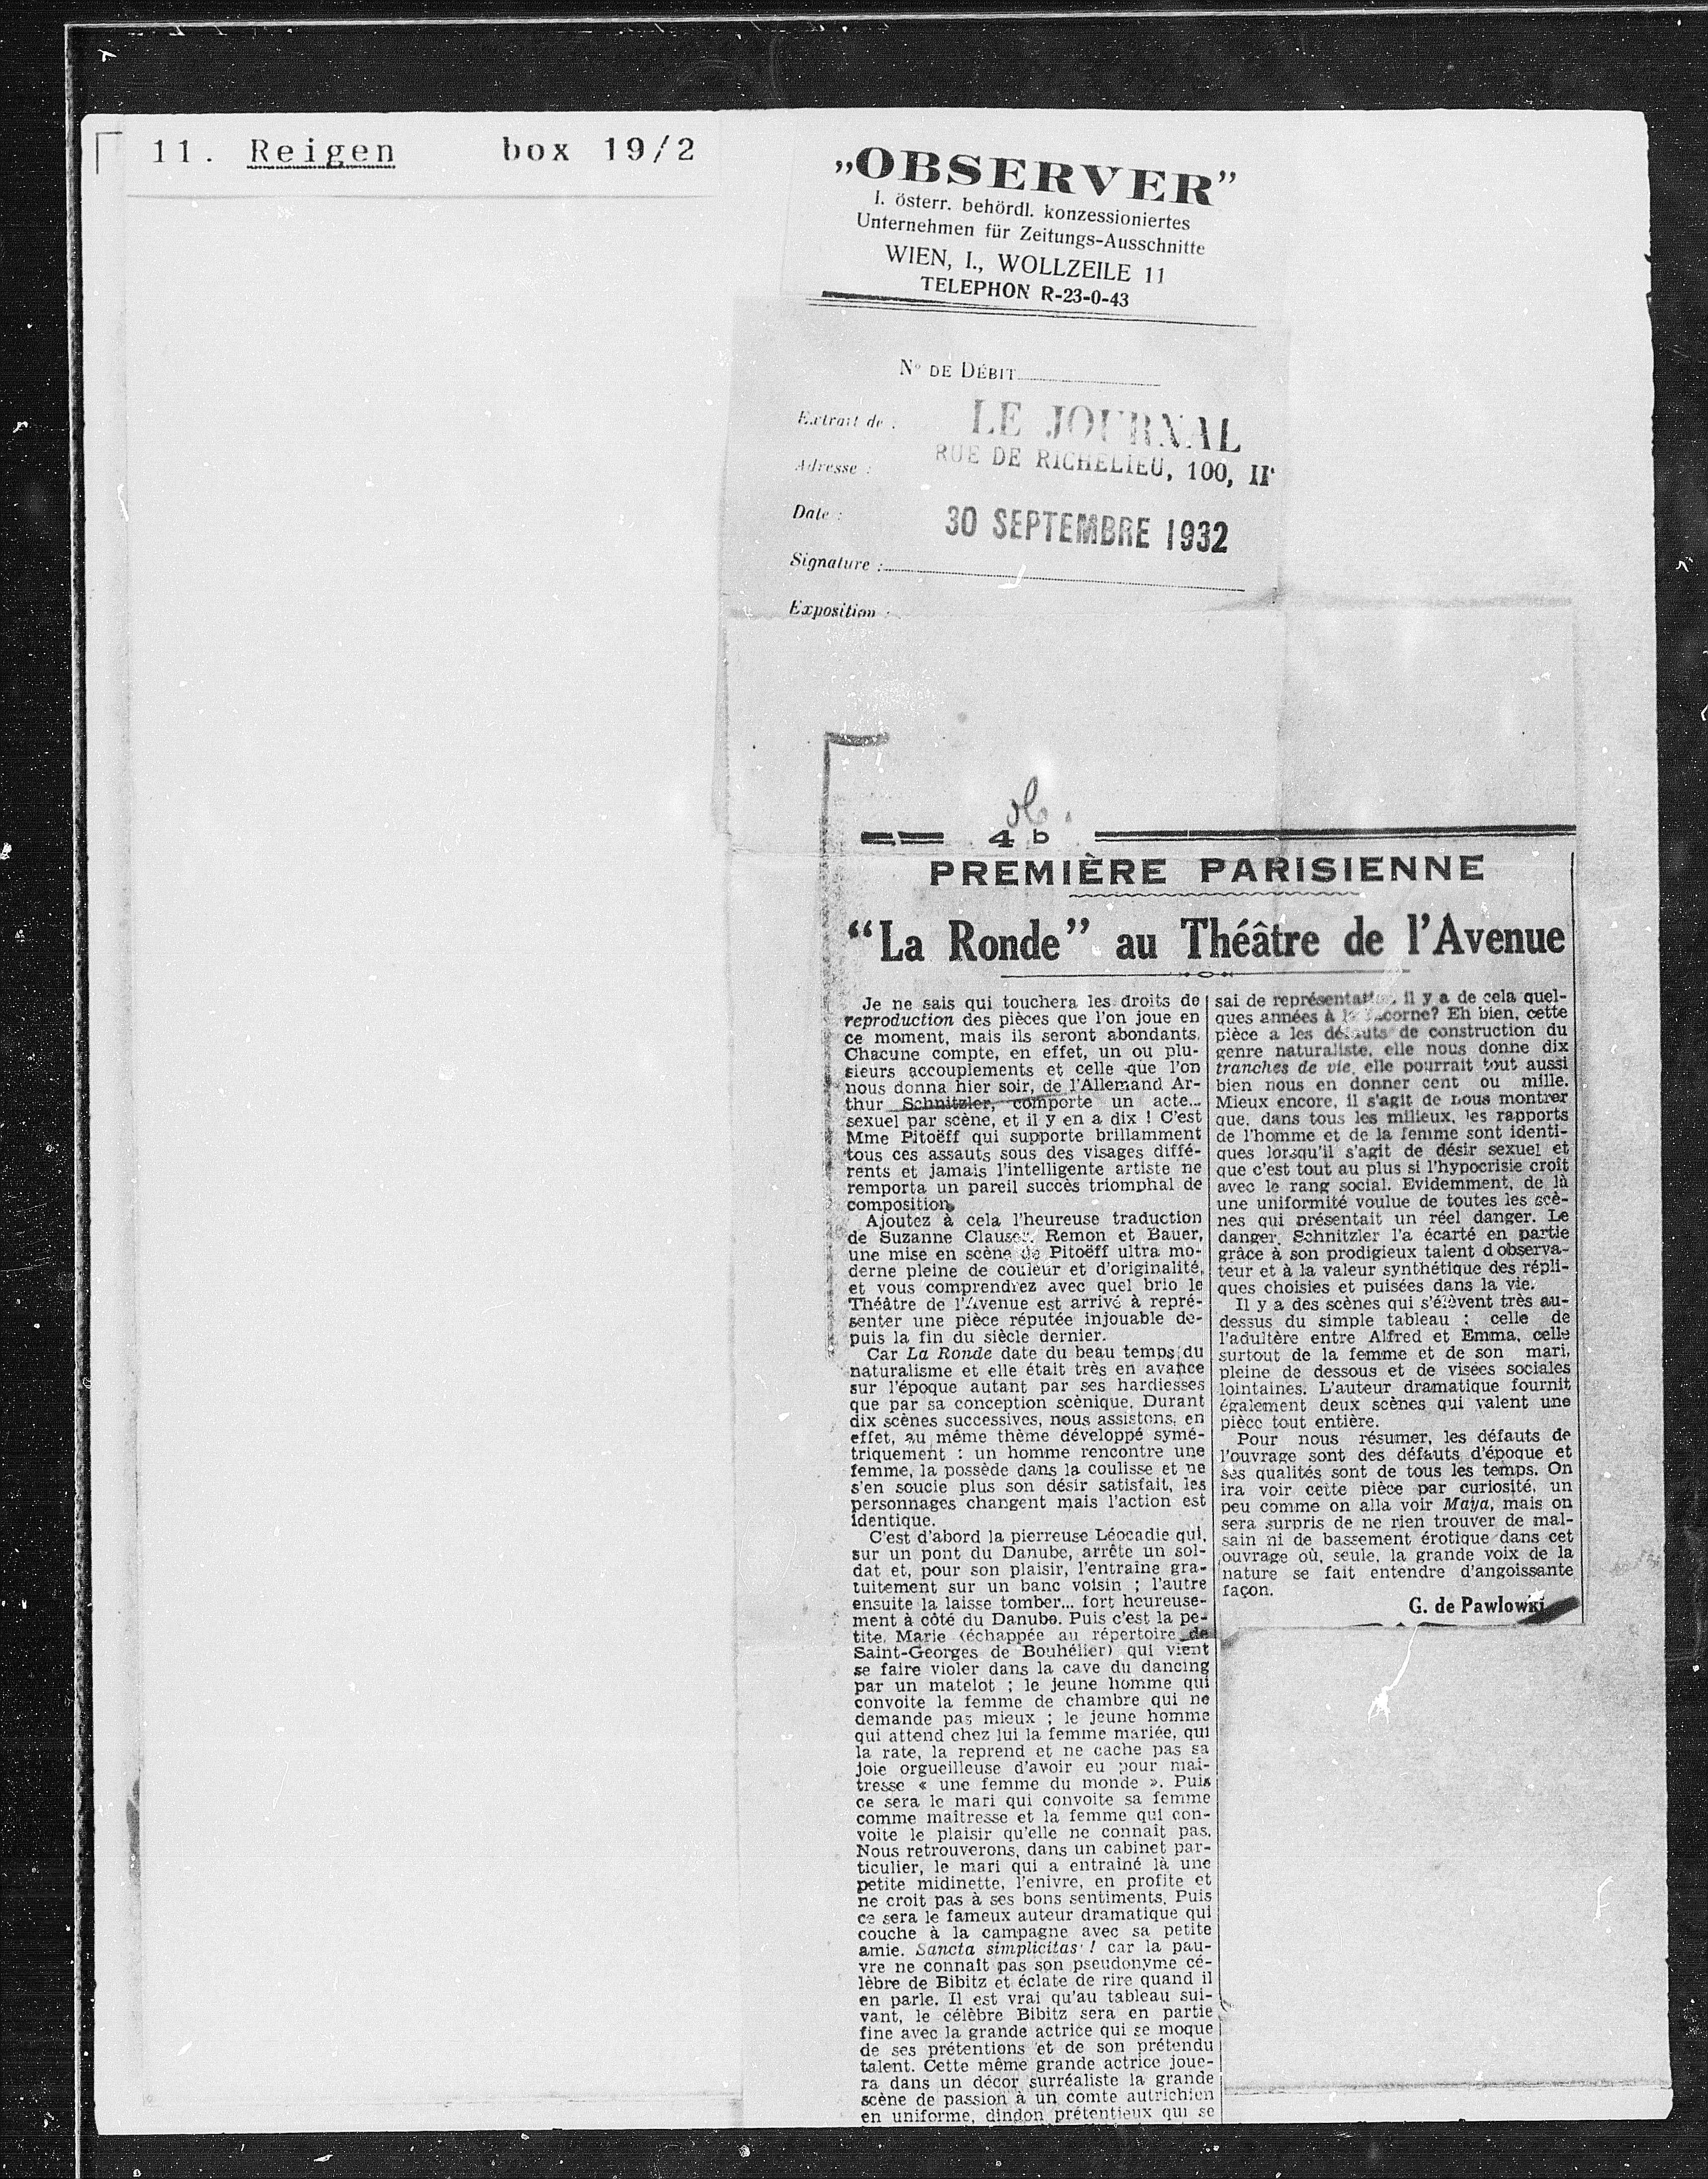 11. Reigen box 19/2
„OBSERVER”
I. österr. behördl. konzessioniertes
Unternehmen für Zeitungs-Ausschnitte
WIEN, I., WOLLZEILE 11
TELEPHON R-23-0-43
N° DE DÉBIT
Extrait de : LE JOURNAL
Adresse : RUE DE RICHELIEU, 100, II
Date : 30 SEPTEMBRE 1932
Signature :
Exposition :
4 b
PREMIÈRE PARISIENNE
“La Ronde” au Théâtre de l'Avenue
Je ne sais qui touchera les droits de
reproduction des pièces que l'on joue en
ce moment, mais ils seront abondants.
Chacune compte, en effet, un ou plu-
sieurs accouplements et celle que l'on
nous donna hier soir, de l'Allemand Ar-
thur Schnitzler, comporte un acte...
sexuel par scène, et il y en a dix ! C'est
Mme Pitoëff qui supporte brillamment
tous ces assauts sous des visages diffé-
rents et jamais l'intelligente artiste ne
remporta un pareil succès triomphal de
composition.
Ajoutez à cela l'heureuse traduction
de Suzanne Clauser, Remon et Bauer,
une mise en scène de Pitoëff ultra mo-
derne pleine de couleur et d'originalité,
et vous comprendrez avec quel brio le
Théâtre de l'Avenue est arrivé à repré-
senter une pièce réputée injouable de-
puis la fin du siècle dernier.
Car La Ronde date du beau temps du
naturalisme et elle était très en avance
sur l'époque autant par ses hardiesses
que par sa conception scènique. Durant
dix scènes successives, nous assistons, en
effet, au même thème développé symé-
triquement : un homme rencontre une
femme, la possède dans la coulisse et ne
s'en soucie plus son désir satisfait, les
personnages changent mais l'action est
identique.
C'est d'abord la pierreuse Léocadie qui,
sur un pont du Danube, arrête un sol-
dat et, pour son plaisir, l'entraîne gra-
tuitement sur un banc voisin ; l'autre
ensuite la laisse tomber... fort heureuse-
ment à côté du Danube. Puis c'est la pe-
tite Marie (échappée au répertoire de
Saint-Georges de Bouhélier) qui vient
se faire violer dans la cave du dancing
par un matelot ; le jeune homme qui
convoite la femme de chambre qui ne
demande pas mieux ; le jeune homme
qui attend chez lui la femme mariée, qui
la rate, la reprend et ne cache pas sa
joie orgueilleuse d'avoir eu pour maî-
tresse « une femme du monde ». Puis
ce sera le mari qui convoite sa femme
comme maîtresse et la femme qui con-
voite le plaisir qu'elle ne connaît pas.
Nous retrouverons, dans un cabinet par-
ticulier, le mari qui a entraîné là une
petite midinette, l'enivre, en profite et
ne croit pas à ses bons sentiments. Puis
ce sera le fameux auteur dramatique qui
couche à la campagne avec sa petite
amie. Sancta simplicitas ! car la pau-
vre ne connaît pas son pseudonyme cé-
lèbre de Bibitz et éclate de rire quand il
en parle. Il est vrai qu'au tableau sui-
vant, le célèbre Bibitz sera en partie
fine avec la grande actrice qui se moque
de ses prétentions et de son prétendu
talent. Cette même grande actrice joue-
ra dans un décor surréaliste la grande
scène de passion à un comte autrichien
en uniforme, dindon prétentieux qui se
sai de représentation il y a de cela quel-
ques années à la Licorne? Eh bien, cette
pièce a les défauts de construction du
genre naturaliste, elle nous donne dix
tranches de vie, elle pourrait tout aussi
bien nous en donner cent ou mille.
Mieux encore, il s'agit de nous montrer
que, dans tous les milieux, les rapports
de l'homme et de la femme sont identi-
ques lorsqu'il s'agit de désir sexuel et
que c'est tout au plus si l'hypocrisie croît
avec le rang social. Evidemment, de là
une uniformité voulue de toutes les scè-
nes qui présentait un réel danger. Le
danger, Schnitzler l'a écarté en partie
grâce à son prodigieux talent d'observa-
teur et à la valeur synthétique des répli-
ques choisies et puisées dans la vie.
Il y a des scènes qui s'élèvent très au-
dessus du simple tableau : celle de
l'adultère entre Alfred et Emma, celle
surtout de la femme et de son mari,
pleine de dessous et de visées sociales
lointaines. L'auteur dramatique fournit
également deux scènes qui valent une
pièce tout entière.
Pour nous résumer, les défauts de
l'ouvrage sont des défauts d'époque et
ses qualités sont de tous les temps. On
ira voir cette pièce par curiosité, un
peu comme on alla voir Maya, mais on
sera surpris de ne rien trouver de mal-
sain ni de bassement érotique dans cet
ouvrage où, seule, la grande voix de la
nature se fait entendre d'angoissante
façon.
G. de Pawlowki